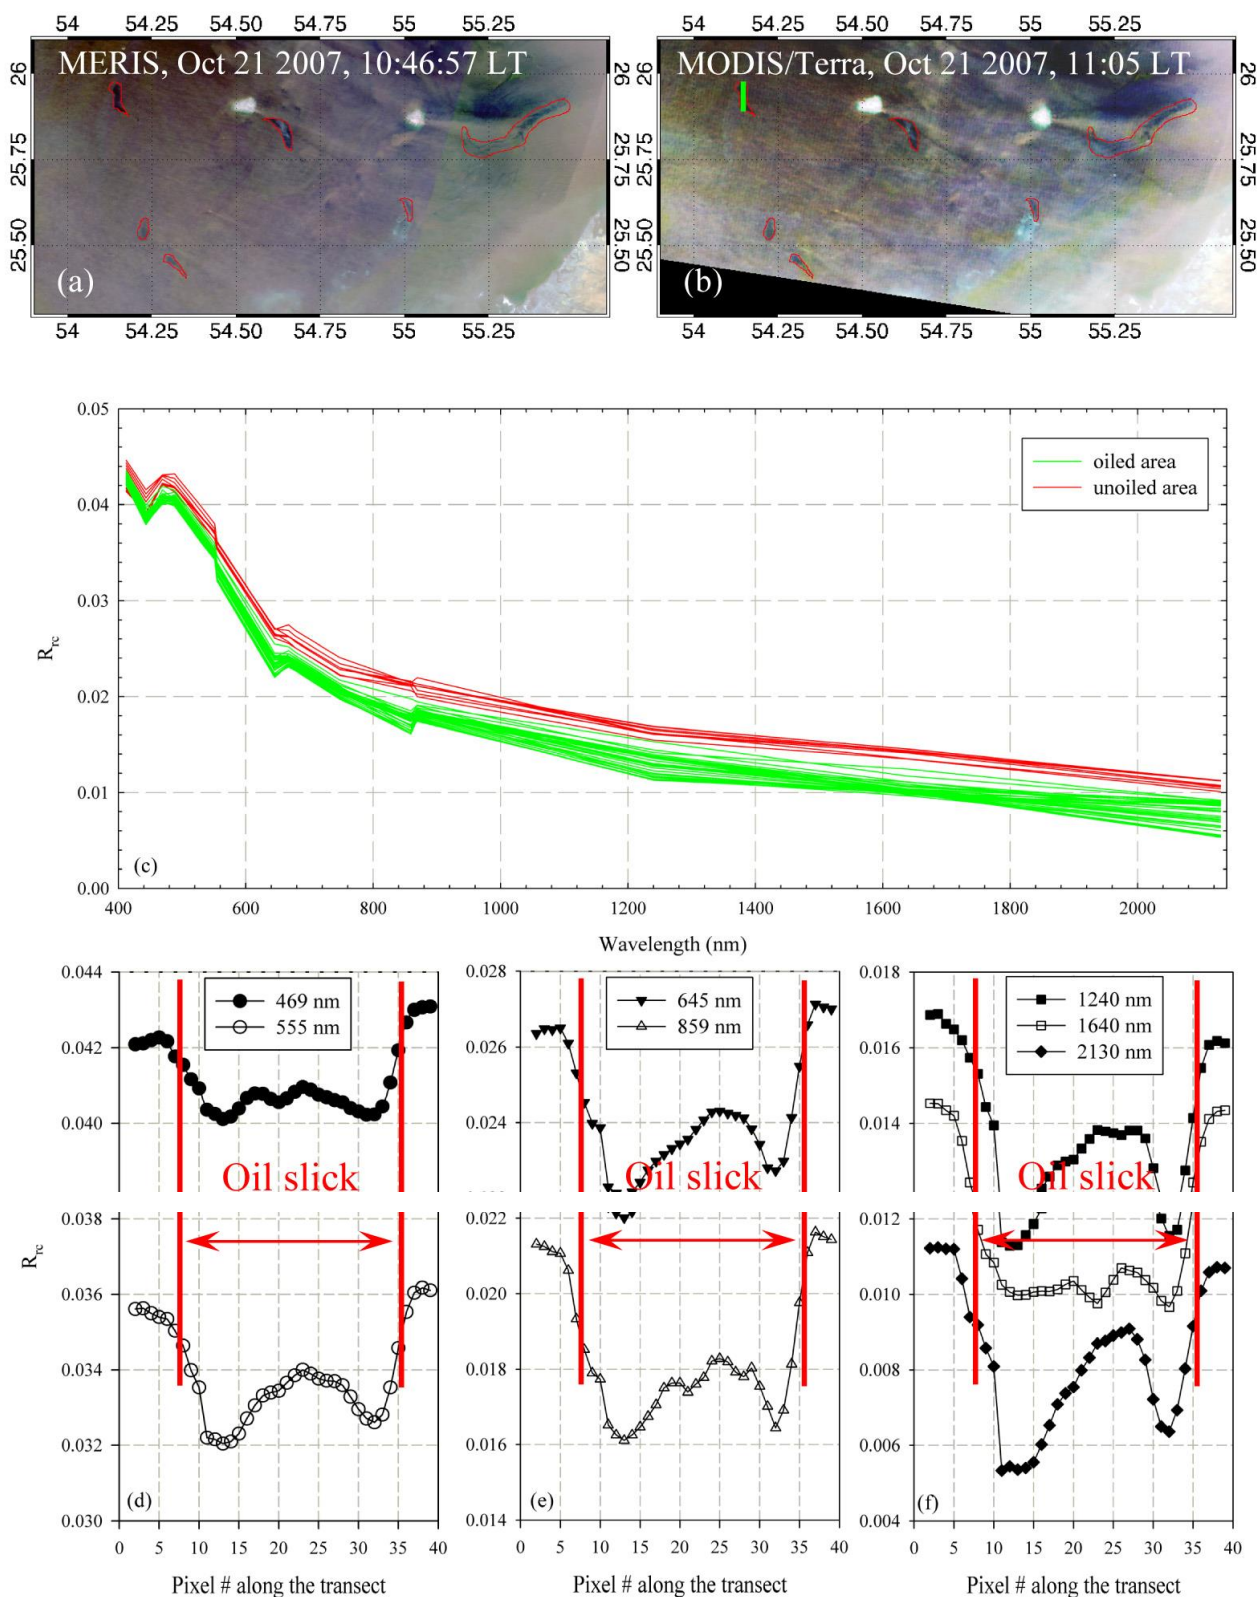 54 54.25 54.50 54.75 55 55.25
54 54.25 54.50 54.75 55 55.25
MERIS, Oct 21 2007, 10:46:57 LT
MODIS/Terra, Oct 21 2007, 11:05 LT
26 26 26 26
25.75 25.75 25.75 25.75
25.50 25.50 25.50 25.50
(a)
(b)
54 54.25 54.50 54.75 55 55.25
54 54.25 54.50 54.75 55 55.25
0.05
oiled area
unoiled area
0.04
0.03
Rrc
0.02
0.01
(c)
0.00
400 600 800 1000 1200 1400 1600 1800 2000
Wavelength (nm)
0.044
469 nm
555 nm
0.042
0.040
Oil slick
0.038
Rrc
0.036
0.034
0.032
(d)
0.030
0 5 10 15 20 25 30 35 40
Pixel # along the transect
0.028
645 nm
859 nm
0.026
0.024
Oil slick
0.022
0.020
0.018
0.016
(e)
0.014
0 5 10 15 20 25 30 35 40
Pixel # along the transect
0.018
1240 nm
1640 nm
2130 nm
0.016
0.014
Oil slick
0.012
0.010
0.008
0.006
(f)
0.004
0 5 10 15 20 25 30 35 40
Pixel # along the transect